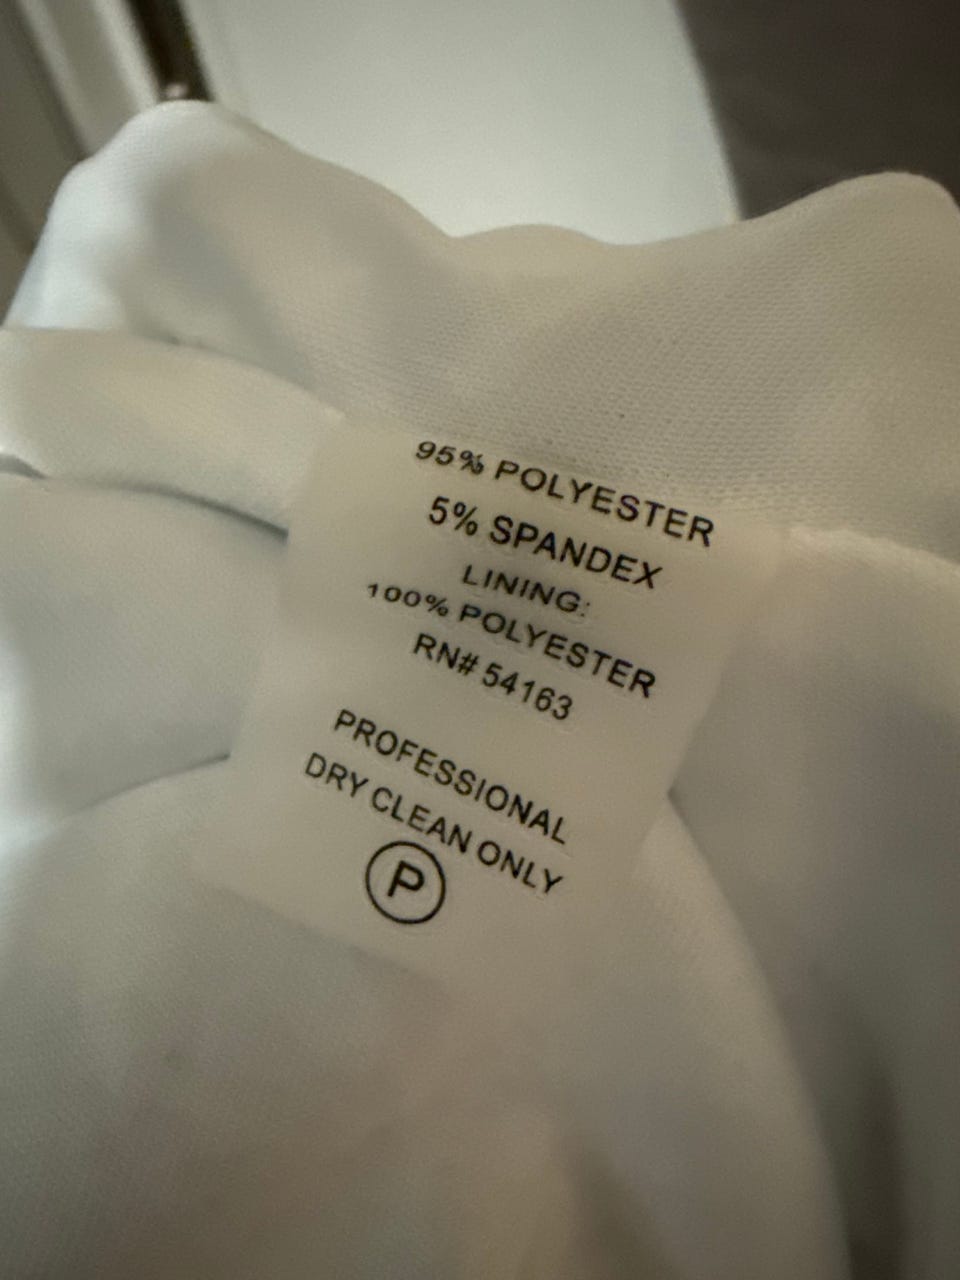 95% POLYESTER
5% SPANDEX
LINING:
100% POLYESTER
RN# 54163
PROFESSIONAL
DRY CLEAN ONLY
P